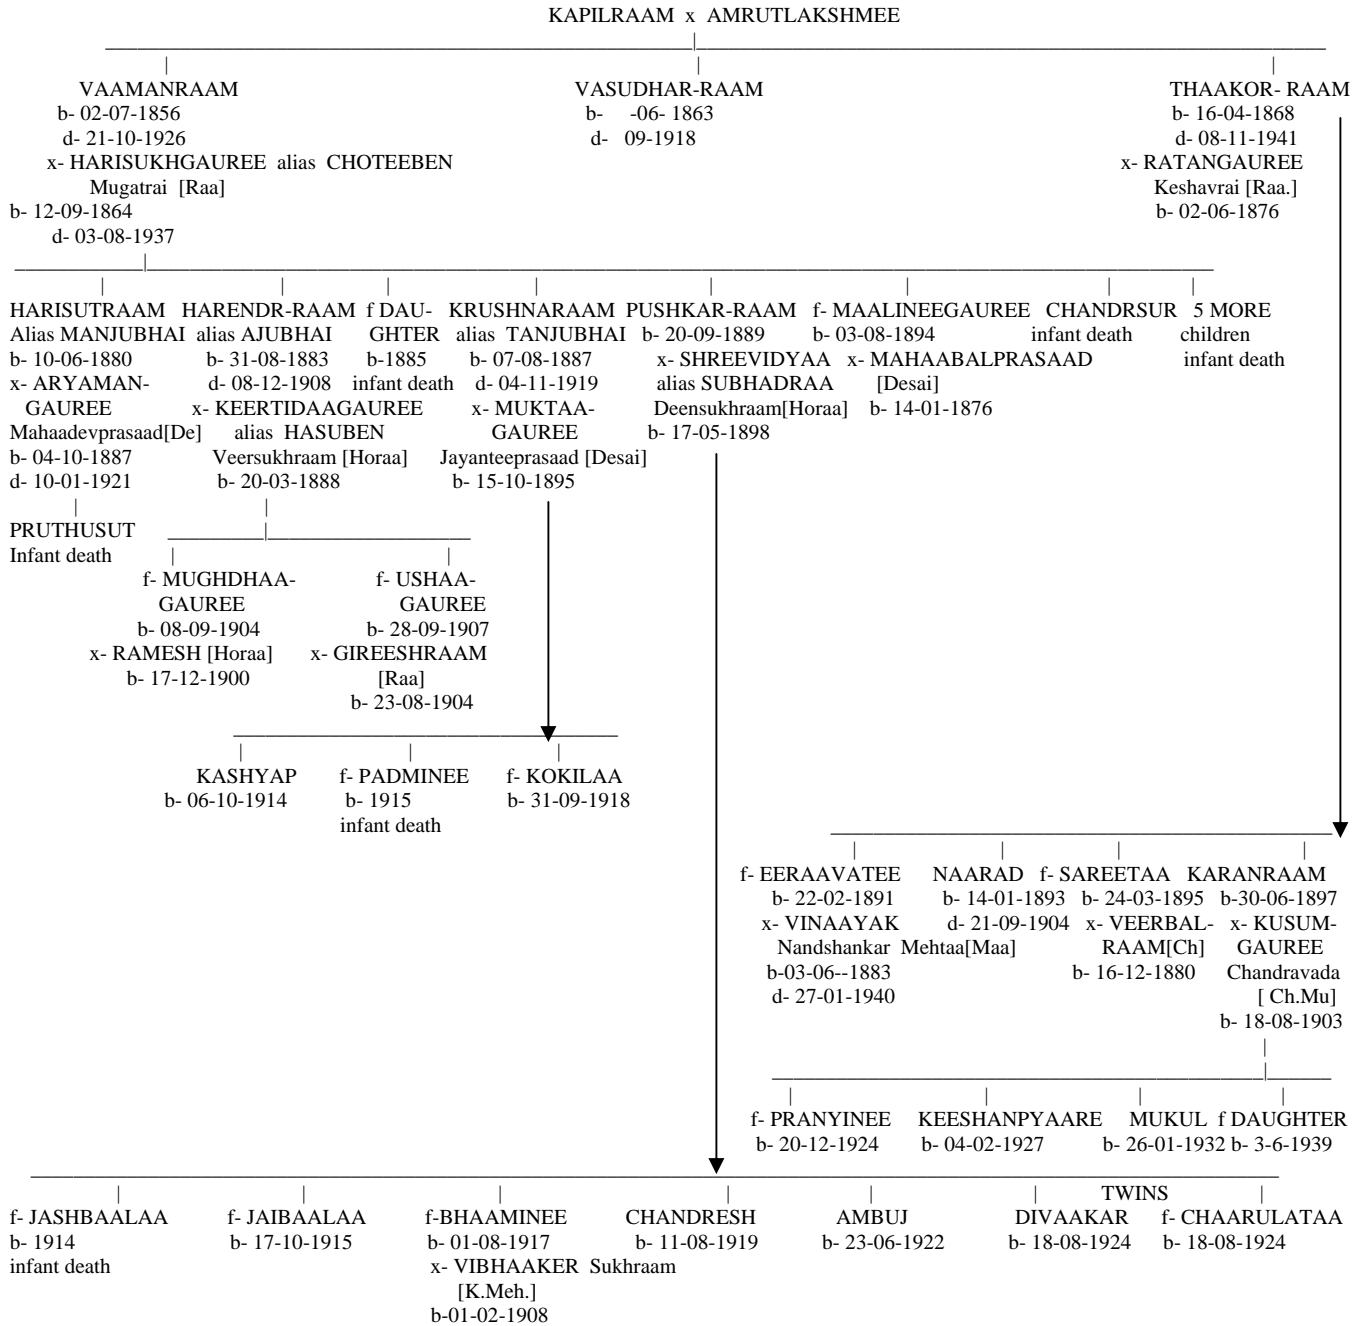 KAPILRAAM x AMRUTLAKSHMEE
VAAMANRAAM VASUDHAR-RAAM THAAKOR- RAAM
b- 02-07-1856 b- -06- 1863 b- 16-04-1868
d- 21-10-1926 d- 09-1918 d- 08-11-1941
x- HARISUKHGAUREE alias CHOTEEBEN x- RATANGAUREE
Mugatrai [Raa] Keshavrai [Raa.]
b- 12-09-1864 b- 02-06-1876
d- 03-08-1937
HARISUTRAAM HARENDR-RAAM f DAU- KRUSHNARAAM PUSHKAR-RAAM f- MAALINEEGAUREE CHANDRSUR 5 MORE
Alias MANJUBHAI alias AJUBHAI GHTER alias TANJUBHAI b- 20-09-1889 b- 03-08-1894 infant death children
b- 10-06-1880 b- 31-08-1883 b-1885 b- 07-08-1887 x- SHREEVIDYAA x- MAHAABALPRASAAD infant death
x- ARYAMAN- d- 08-12-1908 infant death d- 04-11-1919 alias SUBHADRAA [Desai]
GAUREE x- KEERTIDAAGAUREE x- MUKTAA- Deensukhraam[Horaa] b- 14-01-1876
Mahaadevprasaad[De] alias HASUBEN GAUREE b- 17-05-1898
b- 04-10-1887 Veersukhraam [Horaa] Jayanteeprasaad [Desai]
d- 10-01-1921 b- 20-03-1888 b- 15-10-1895
PRUTHUSUT
Infant death
f- MUGHDHAA- f- USHAA-
GAUREE GAUREE
b- 08-09-1904 b- 28-09-1907
x- RAMESH [Horaa] x- GIREESHRAAM
b- 17-12-1900 [Raa]
b- 23-08-1904
KASHYAP f- PADMINEE f- KOKILAA
b- 06-10-1914 b- 1915 b- 31-09-1918
infant death
f- EERAAVATEE NAARAD f- SAREETAA KARANRAAM
b- 22-02-1891 b- 14-01-1893 b- 24-03-1895 b-30-06-1897
x- VINAAYAK d- 21-09-1904 x- VEERBAL- x- KUSUM-
Nandshankar Mehtaa[Maa] RAAM[Ch] GAUREE
b-03-06--1883 b- 16-12-1880 Chandravada
d- 27-01-1940 [ Ch.Mu]
b- 18-08-1903
f- PRANYINEE KEESHANPYAARE MUKUL f DAUGHTER
b- 20-12-1924 b- 04-02-1927 b- 26-01-1932 b- 3-6-1939
TWINS
f- JASHBAALAA f- JAIBAALAA f-BHAAMINEE CHANDRESH AMBUJ DIVAAKAR f- CHAARULATAA
b- 1914 b- 17-10-1915 b- 01-08-1917 b- 11-08-1919 b- 23-06-1922 b- 18-08-1924 b- 18-08-1924
infant death x- VIBHAAKER Sukhraam
[K.Meh.]
b-01-02-1908